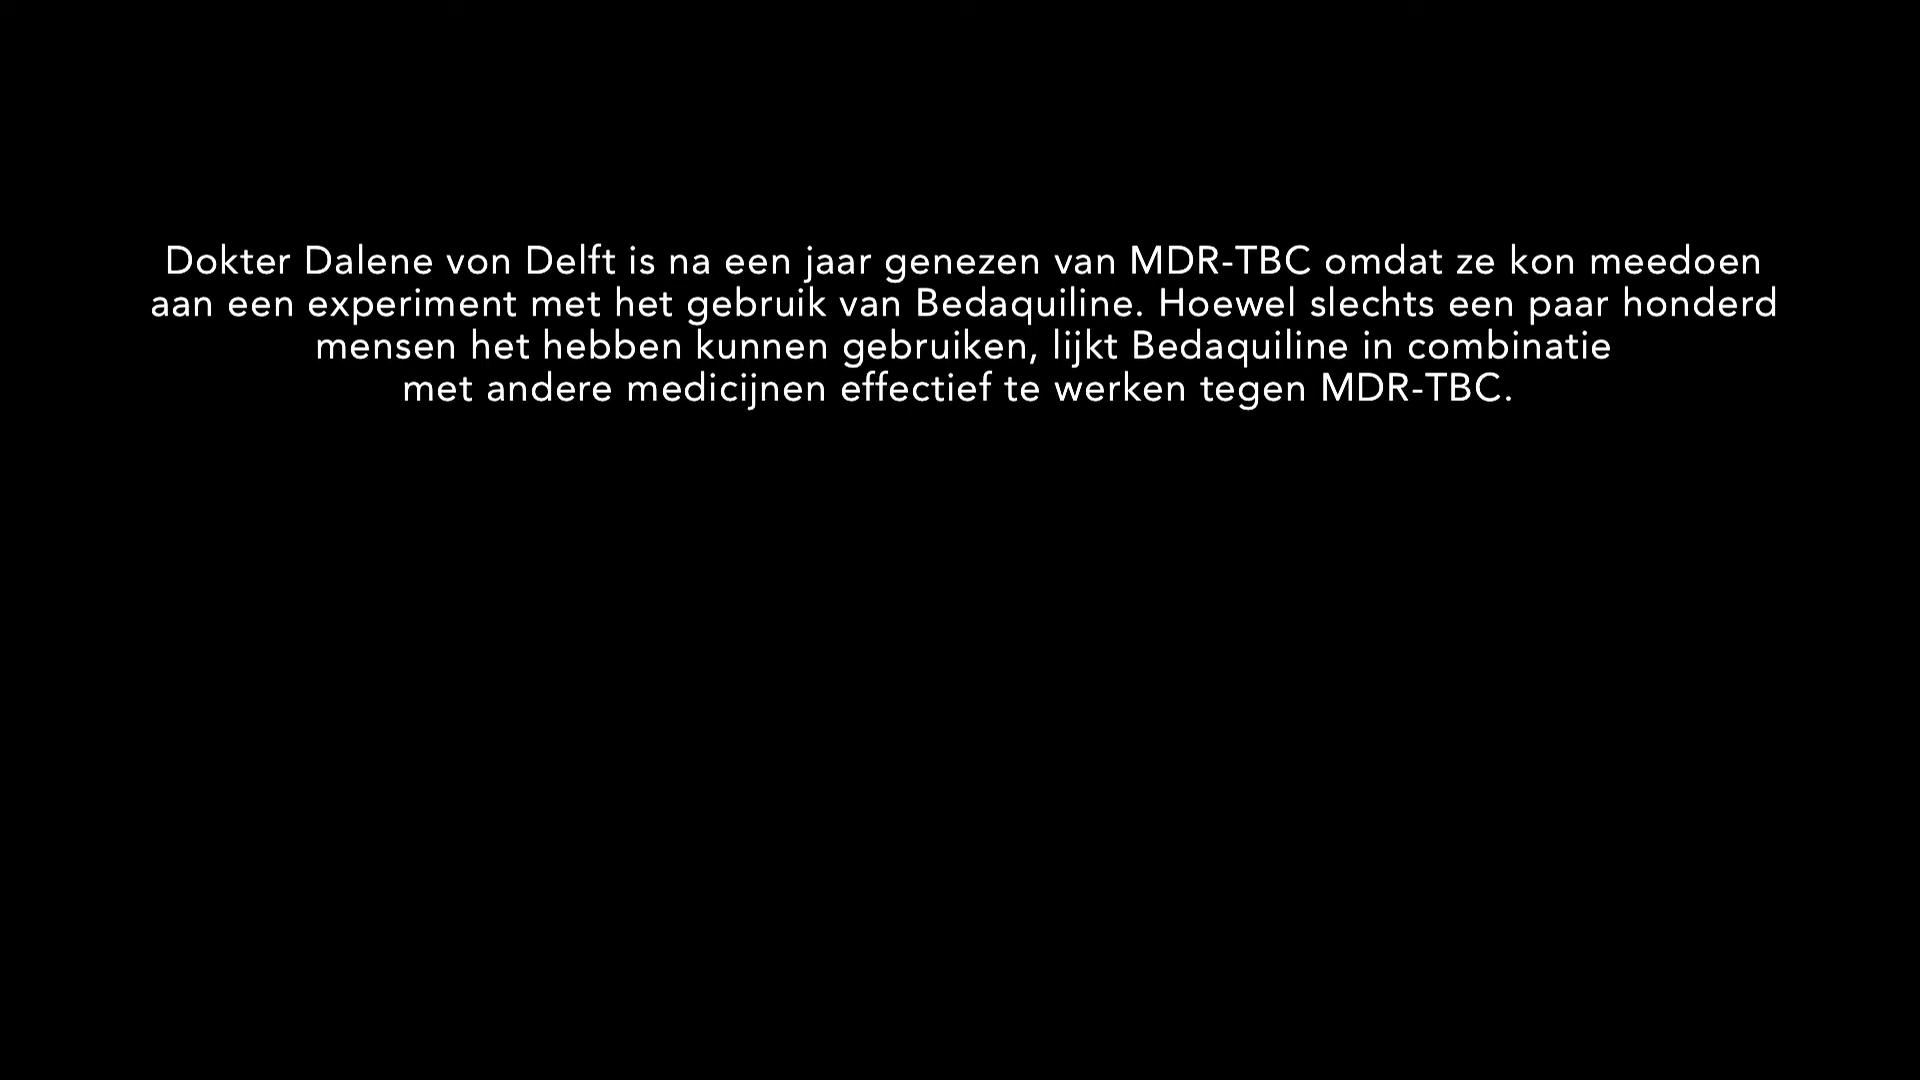 Dokter Dalene von Delft is na een jaar genezen van MDR-TBC omdat ze kon meedoen
aan een experiment met het gebruik van Bedaquiline. Hoewel slechts een paar honderd
mensen het hebben kunnen gebruiken, lijkt Bedaquiline in combinatie
met andere medicijnen effectief te werken tegen MDR-TBC.